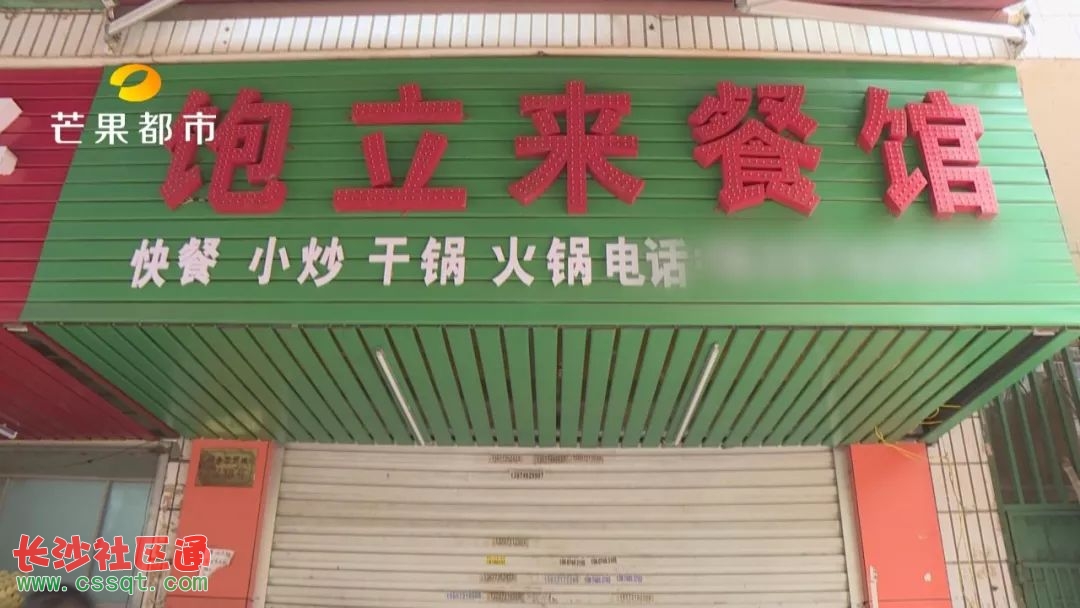 芒果都市
饱立来餐馆
快餐 小炒 干锅 火锅电话:
长沙社区通
www.cssqt.com